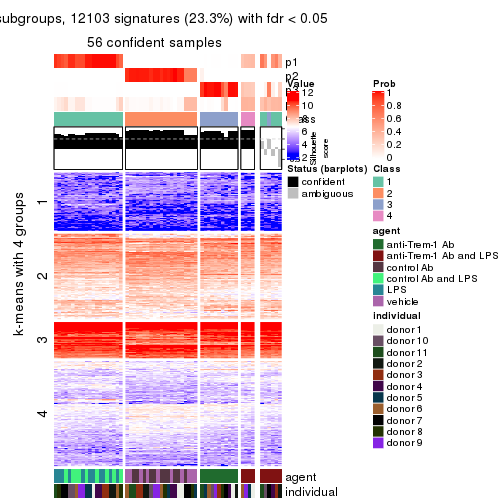 subgroups, 12103 signatures (23.3%) with fdr < 0.05
56 confident samples
p1
p2
Value
12
10
8
6
4
2
Silhouette
score
Prob
1
0.8
0.6
0.4
0.2
0
Status (barplots)
confident
ambiguous
Class
1
2
3
4
agent
anti-Trem-1 Ab
anti-Trem-1 Ab and LPS
control Ab
control Ab and LPS
LPS
vehicle
individual
donor 1
donor 10
donor 11
donor 2
donor 3
donor 4
donor 5
donor 6
donor 7
donor 8
donor 9
k-means with 4 groups
1
2
3
4
agent
individual